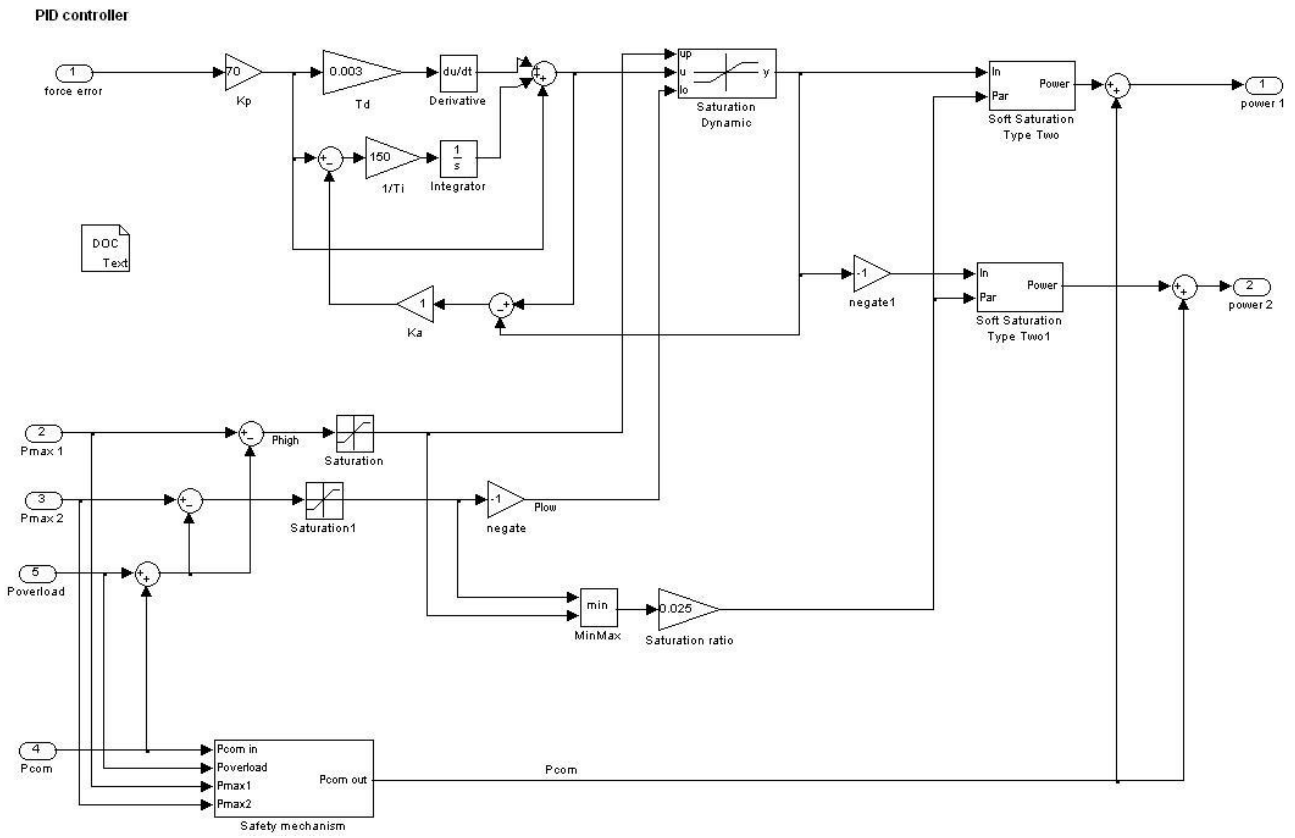 PID controller
1
force error
70
Kp
0.003
Td
du/dt
Derivative
+
+
+
up
u
lo
y
Saturation
Dynamic
In
Par
Power
Soft Saturation
Type Two
+
+
1
power 1
+
-
150
1/Ti
1
s
Integrator
DOC
Text
1
Ka
-
+
-1
negate1
In
Par
Power
Soft Saturation
Type Two1
+
+
2
power 2
2
Pmax 1
+
-
Phigh
Saturation
3
Pmax 2
+
-
Saturation1
-1
negate
Plow
5
Poverload
+
+
min
MinMax
0.025
Saturation ratio
4
Pcom
Pcom in
Poverload
Pmax1
Pmax2
Pcom out
Safety mechanism
Pcom